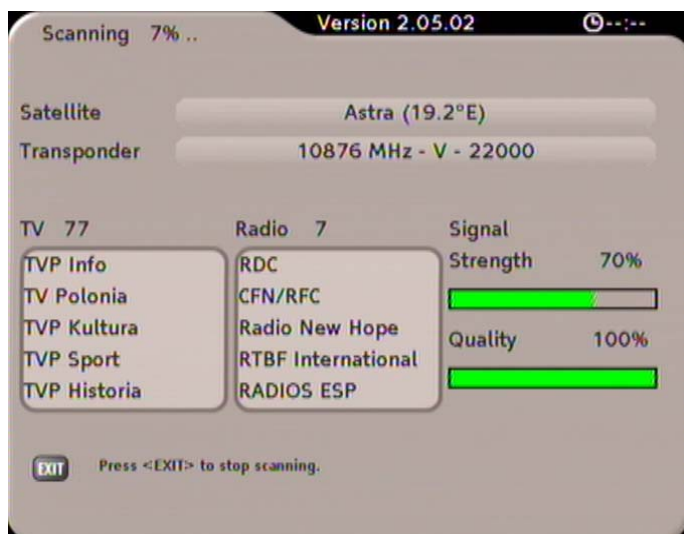 Scanning 7% ..
Version 2.05.02
--:--
Satellite
Astra (19.2ºE)
Transponder
10876 MHz - V - 22000
TV 77
Radio 7
Signal
TVP Info
TV Polonia
TVP Kultura
TVP Sport
TVP Historia
RDC
CFN/RFC
Radio New Hope
RTBF International
RADIOS ESP
Strength 70%
Quality 100%
EXIT
Press <EXIT> to stop scanning.